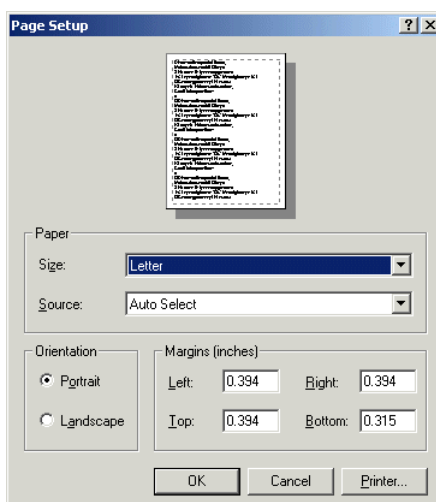 Page Setup
Paper
Size: Letter
Source: Auto Select
Orientation
Portrait
Landscape
Margins (inches)
Left: 0.394 Right: 0.394
Top: 0.394 Bottom: 0.315
OK Cancel Printer...